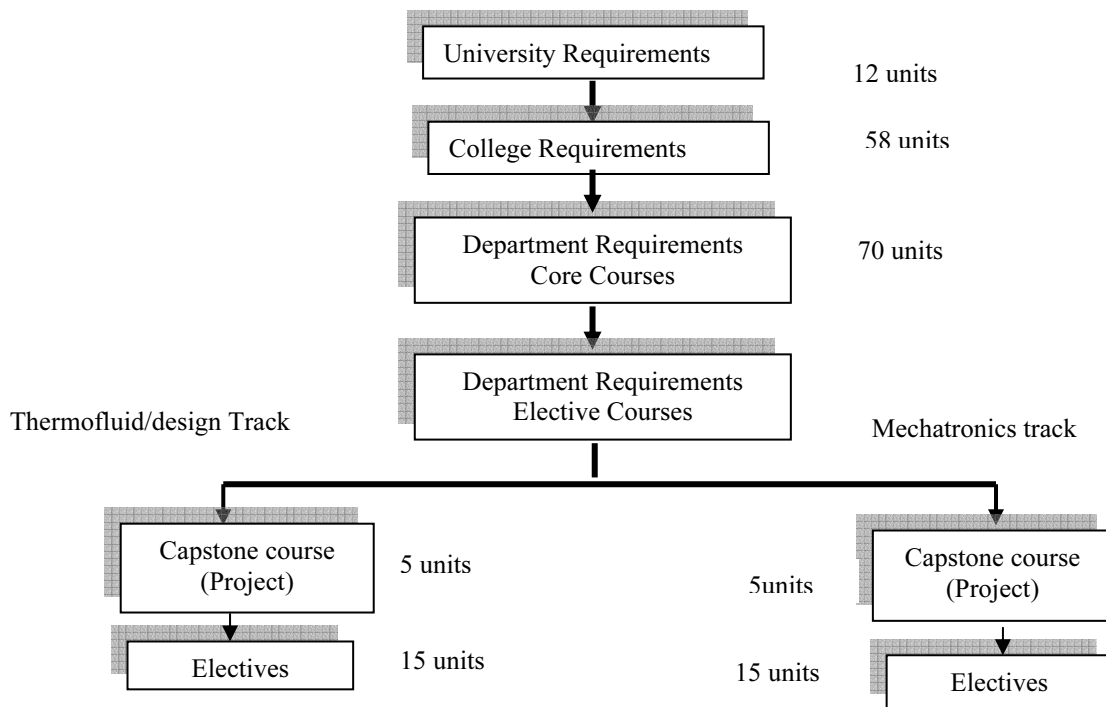 University Requirements
12 units
College Requirements
58 units
Department Requirements
Core Courses
70 units
Department Requirements
Elective Courses
Thermofluid/design Track
Mechatronics track
Capstone course
(Project)
5 units
5units
Capstone course
(Project)
Electives
15 units
15 units
Electives